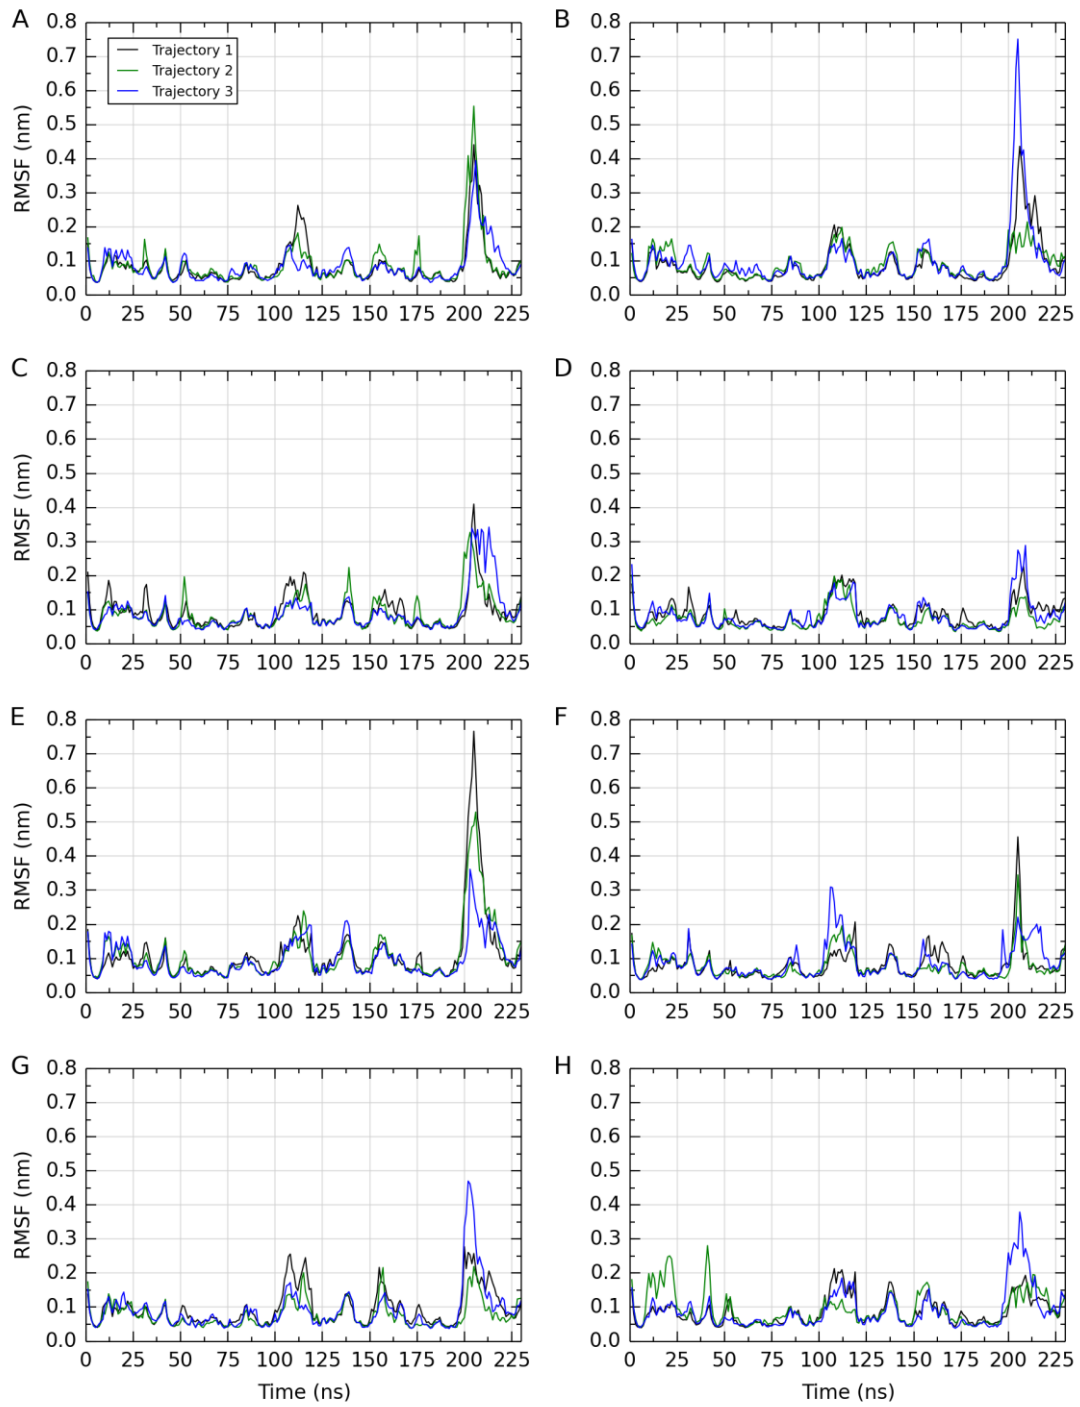 A
B
0.8 0.7 0.6 0.5 0.4 0.3 0.2 0.1 0.0
RMSF (nm)
Trajectory 1
Trajectory 2
Trajectory 3
0 25 50 75 100 125 150 175 200 225
0.8 0.7 0.6 0.5 0.4 0.3 0.2 0.1 0.0
0 25 50 75 100 125 150 175 200 225
C
D
0.8 0.7 0.6 0.5 0.4 0.3 0.2 0.1 0.0
RMSF (nm)
0 25 50 75 100 125 150 175 200 225
0.8 0.7 0.6 0.5 0.4 0.3 0.2 0.1 0.0
0 25 50 75 100 125 150 175 200 225
E
F
0.8 0.7 0.6 0.5 0.4 0.3 0.2 0.1 0.0
RMSF (nm)
0 25 50 75 100 125 150 175 200 225
0.8 0.7 0.6 0.5 0.4 0.3 0.2 0.1 0.0
0 25 50 75 100 125 150 175 200 225
G
H
0.8 0.7 0.6 0.5 0.4 0.3 0.2 0.1 0.0
RMSF (nm)
0 25 50 75 100 125 150 175 200 225
Time (ns)
0.8 0.7 0.6 0.5 0.4 0.3 0.2 0.1 0.0
0 25 50 75 100 125 150 175 200 225
Time (ns)